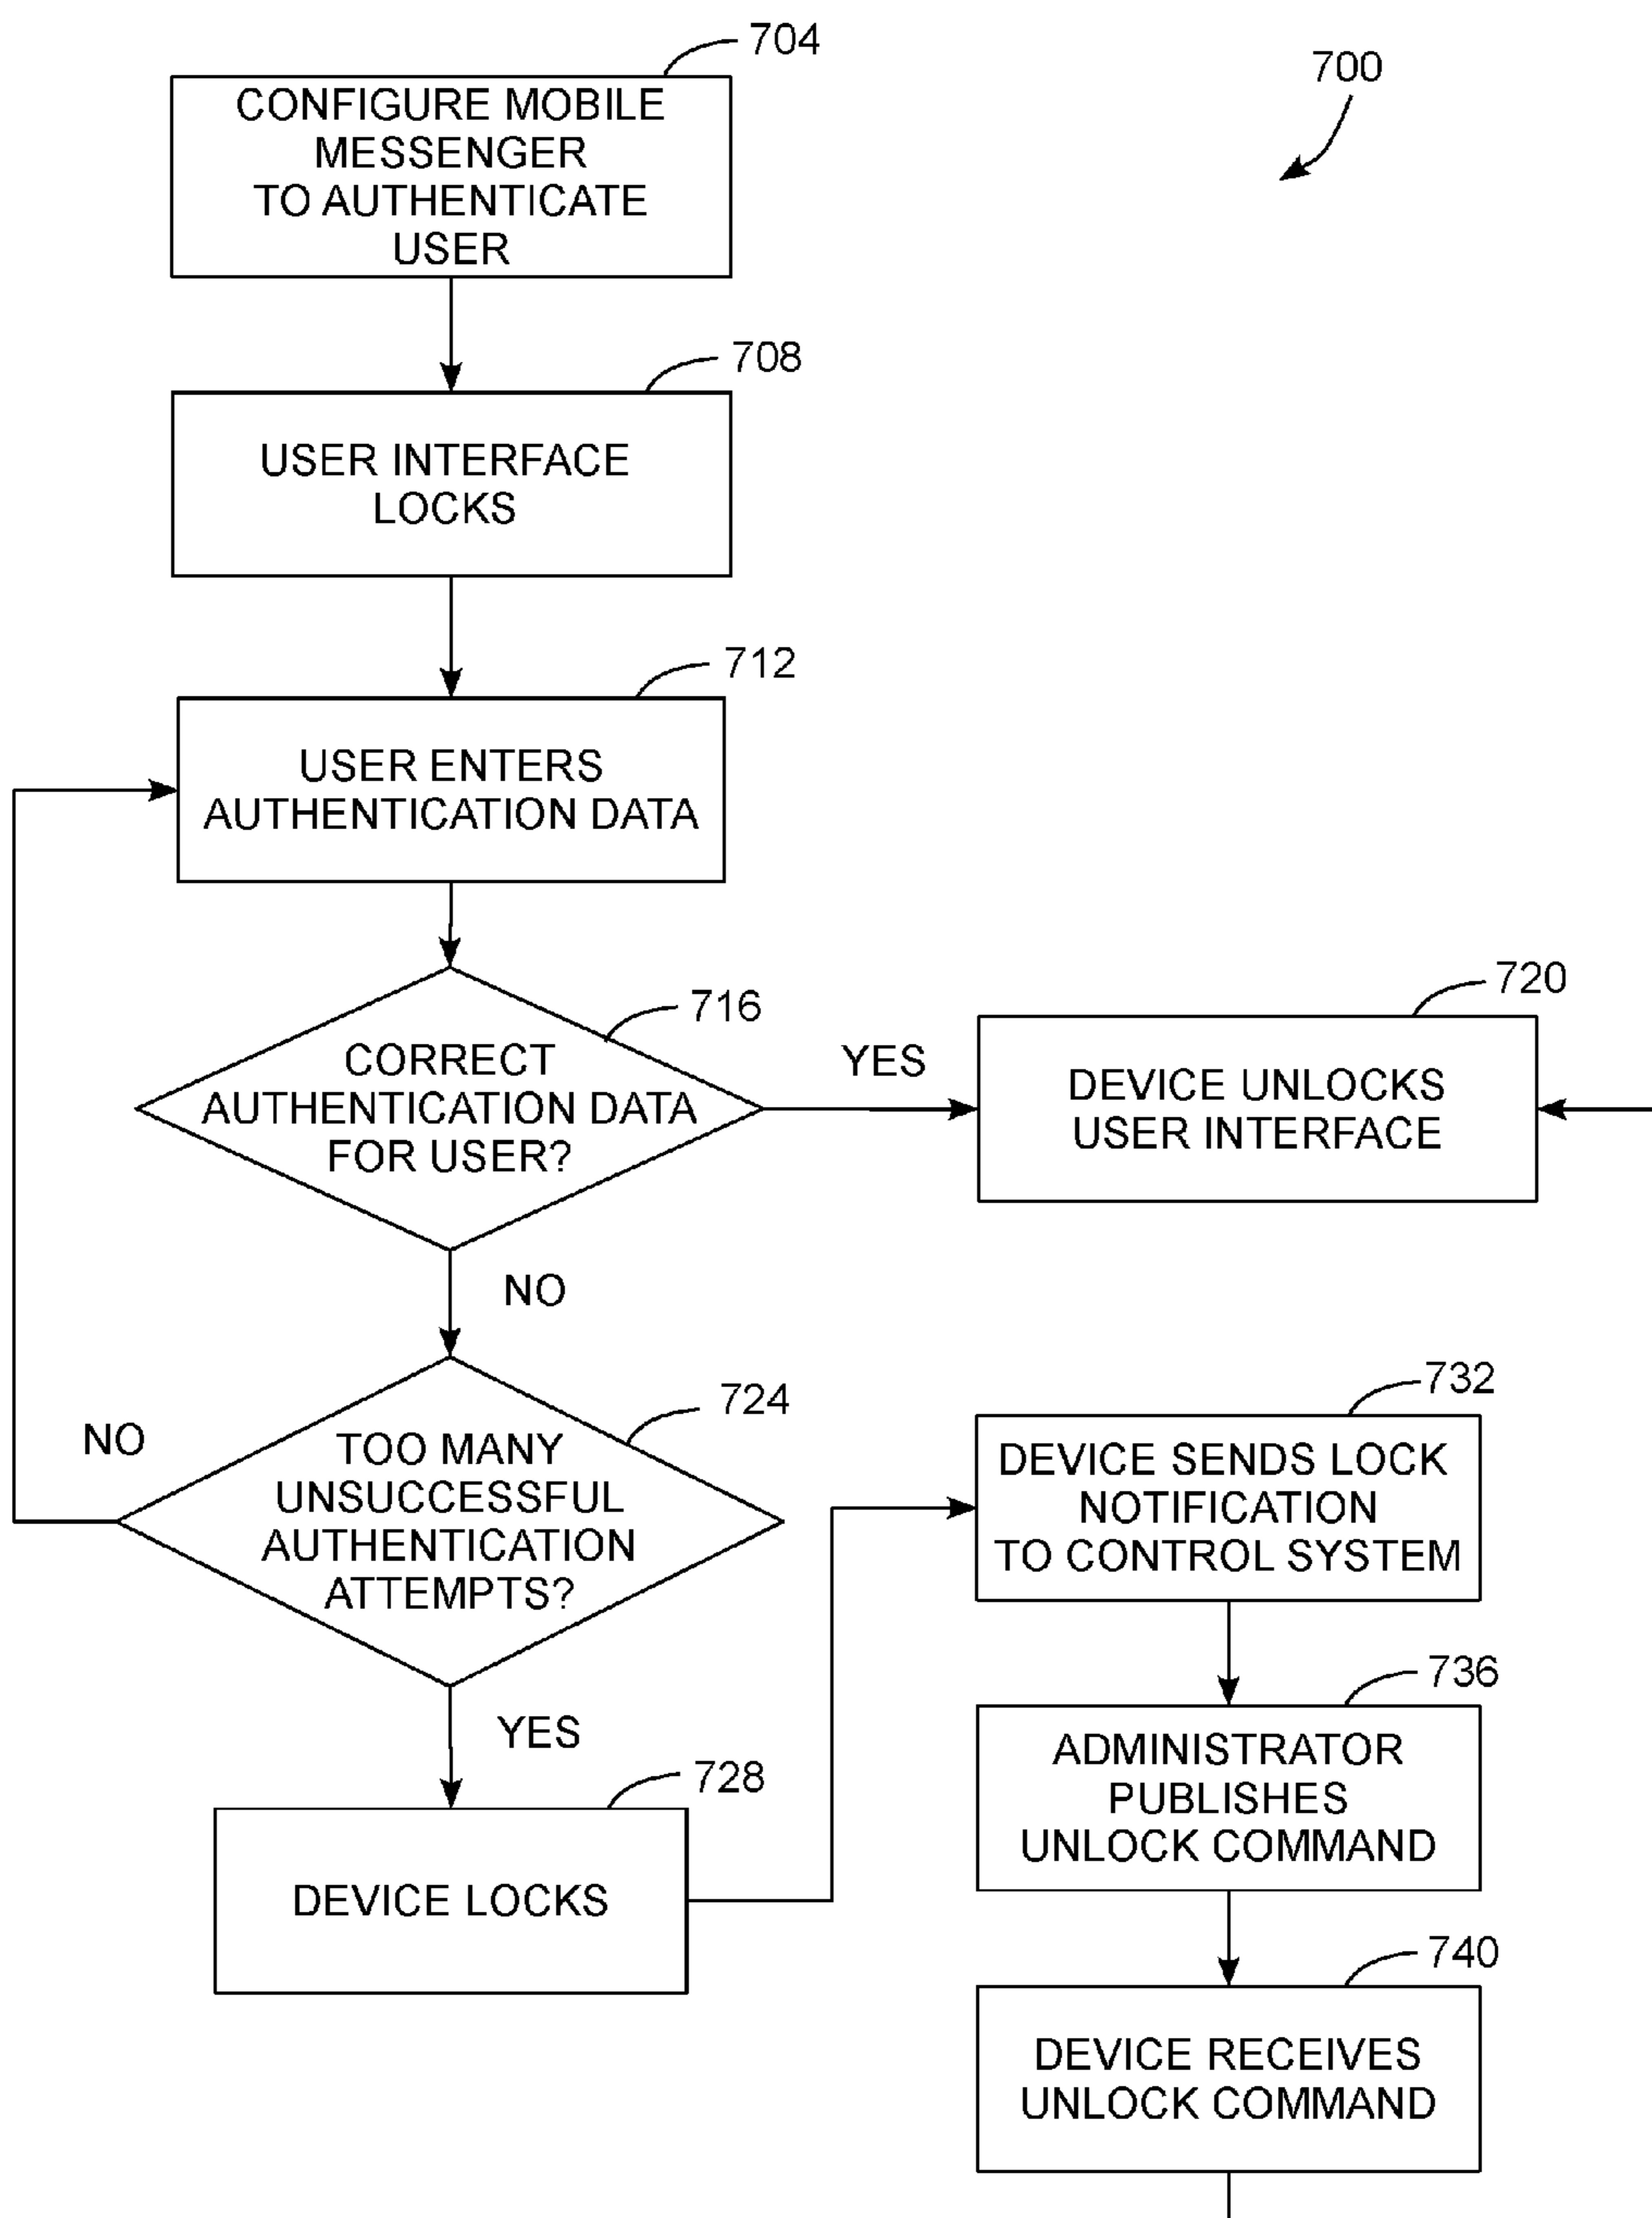 704
700
CONFIGURE MOBILE
MESSENGER
TO AUTHENTICATE
USER
708
USER INTERFACE
LOCKS
712
USER ENTERS
AUTHENTICATION DATA
716
CORRECT
AUTHENTICATION DATA
FOR USER?
YES
720
DEVICE UNLOCKS
USER INTERFACE
NO
724
TOO MANY
UNSUCCESSFUL
AUTHENTICATION
ATTEMPTS?
NO
YES
728
DEVICE LOCKS
732
DEVICE SENDS LOCK
NOTIFICATION
TO CONTROL SYSTEM
736
ADMINISTRATOR
PUBLISHES
UNLOCK COMMAND
740
DEVICE RECEIVES
UNLOCK COMMAND